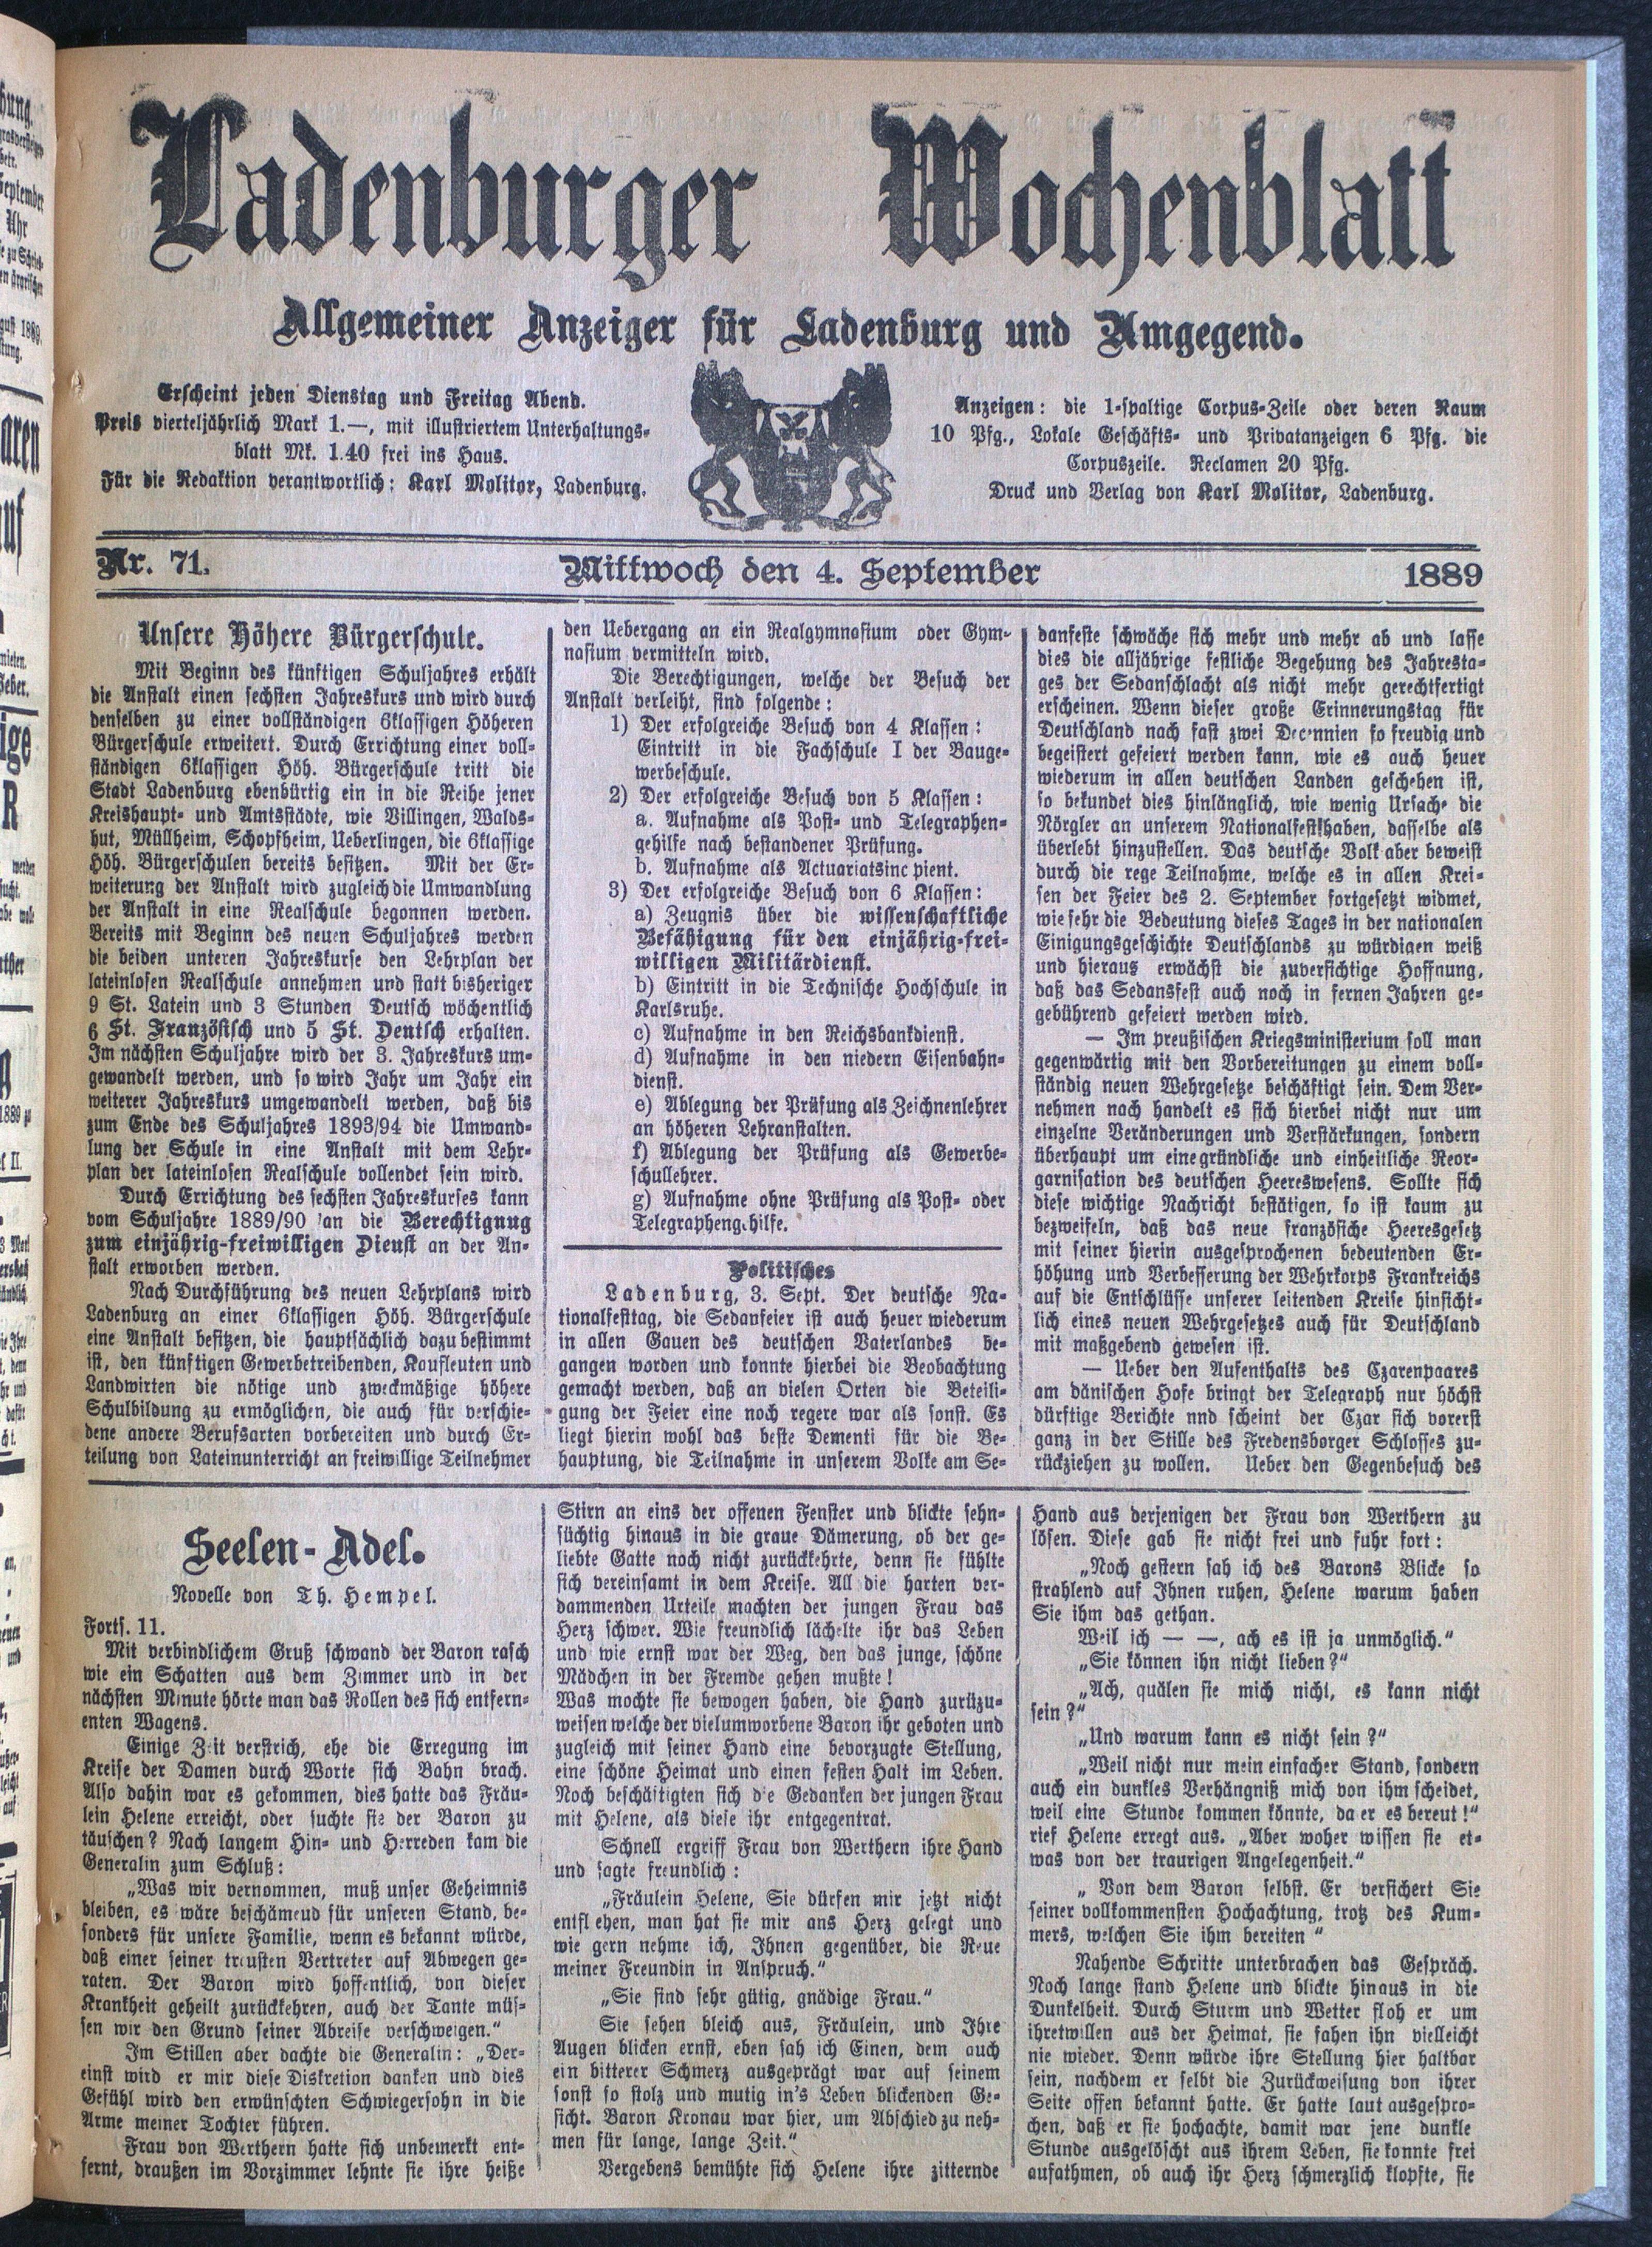 Ladenburger Wochenblatt
Allgemeiner Anzeiger für Ladenburg und Umgegend.
Erscheint jeden Dienstag und Freitag Abend.
Preis vierteljährlich Mark 1.—, mit illustriertem Unterhaltungs-
blatt Mk. 1.40 frei ins Haus.
Für die Redaktion verantwortlich: Karl Molitor, Ladenburg.
Anzeigen: die 1-spaltige Corpus-Zeile oder deren Raum
10 Pfg., Lokale Geschäfts- und Privatanzeigen 6 Pfg. die
Corpuszeile. Reclamen 20 Pfg.
Druck und Verlag von Karl Molitor, Ladenburg.
Nr. 71.
Mittwoch den 4. September
1889
Unsere Höhere Bürgerschule.
Mit Beginn des künftigen Schuljahres erhält
die Anstalt einen sechsten Jahreskurs und wird durch
denselben zu einer vollständigen 6klassigen Höheren
Bürgerschule erweitert. Durch Errichtung einer voll-
ständigen 6klassigen Höh. Bürgerschule tritt die
Stadt Ladenburg ebenbürtig ein in die Reihe jener
Kreishaupt- und Amtsstädte, wie Villingen, Walds-
hut, Müllheim, Schopfheim, Ueberlingen, die 6klassige
Höh. Bürgerschulen bereits besitzen. Mit der Er-
weiterung der Anstalt wird zugleich die Umwandlung
der Anstalt in eine Realschule begonnen werden.
Bereits mit Beginn des neuen Schuljahres werden
die beiden unteren Jahreskurse den Lehrplan der
lateinlosen Realschule annehmen und statt bisheriger
9 St. Latein und 3 Stunden Deutsch wöchentlich
6 St. Französisch und 5 St. Deutsch erhalten.
Im nächsten Schuljahre wird der 3. Jahreskurs um-
gewandelt werden, und so wird Jahr um Jahr ein
weiterer Jahreskurs umgewandelt werden, daß bis
zum Ende des Schuljahres 1893/94 die Umwand-
lung der Schule in eine Anstalt mit dem Lehr-
plan der lateinlosen Realschule vollendet sein wird.
Durch Errichtung des sechsten Jahreskurses kann
vom Schuljahre 1889/90 an die Berechtigung
zum einjährig-freiwilligen Dienst an der An-
stalt erworben werden.
Nach Durchführung des neuen Lehrplans wird
Ladenburg an einer 6klassigen Höh. Bürgerschule
eine Anstalt besitzen, die hauptsächlich dazu bestimmt
ist, den künftigen Gewerbetreibenden, Kaufleuten und
Landwirten die nötige und zweckmäßige höhere
Schulbildung zu ermöglichen, die auch für verschie-
dene andere Berufsarten vorbereiten und durch Er-
teilung von Lateinunterricht an freiwillige Teilnehmer
den Uebergang an ein Realgymnasium oder Gym-
nasium vermitteln wird.
Die Berechtigungen, welche der Besuch der
Anstalt verleiht, sind folgende:
1) Der erfolgreiche Besuch von 4 Klassen:
Eintritt in die Fachschule I der Bauge-
werbeschule.
2) Der erfolgreiche Besuch von 5 Klassen:
a. Aufnahme als Post- und Telegraphen-
gehilfe nach bestandener Prüfung.
b. Aufnahme als Actuariatsinc pient.
3) Der erfolgreiche Besuch von 6 Klassen:
a) Zeugnis über die wissenschaftliche
Befähigung für den einjährig-frei-
willigen Militärdienst.
b) Eintritt in die Technische Hochschule in
Karlsruhe.
c) Aufnahme in den Reichsbankdienst.
d) Aufnahme in den niedern Eisenbahn-
dienst.
e) Ablegung der Prüfung als Zeichnenlehrer
an höheren Lehranstalten.
f) Ablegung der Prüfung als Gewerbe-
schullehrer.
g) Aufnahme ohne Prüfung als Post- oder
Telegrapheng.hilfe.
Politisches
Ladenburg, 3. Sept. Der deutsche Na-
tionalfesttag, die Sedanfeier ist auch heuer wiederum
in allen Gauen des deutschen Vaterlandes be-
gangen worden und konnte hierbei die Beobachtung
gemacht werden, daß an vielen Orten die Beteili-
gung der Feier eine noch regere war als sonst. Es
liegt hierin wohl das beste Dementi für die Be-
hauptung, die Teilnahme in unserem Volke am Se-
danfeste schwäche sich mehr und mehr ab und lasse
dies die alljährige festliche Begehung des Jahresta-
ges der Sedanschlacht als nicht mehr gerechtfertigt
erscheinen. Wenn dieser große Erinnerungstag für
Deutschland nach fast zwei Decennien so freudig und
begeistert gefeiert werden kann, wie es auch heuer
wiederum in allen deutschen Landen geschehen ist,
so bekundet dies hinlänglich, wie wenig Ursache die
Nörgler an unserem Nationalfest haben, dasselbe als
überlebt hinzustellen. Das deutsche Volk aber beweist
durch die rege Teilnahme, welche es in allen Krei-
sen der Feier des 2. September fortgesetzt widmet,
wie sehr die Bedeutung dieses Tages in der nationalen
Einigungsgeschichte Deutschlands zu würdigen weiß
und hieraus erwächst die zuversichtige Hoffnung,
daß das Sedansfest auch noch in fernen Jahren ge-
gebührend gefeiert werden wird.
— Im preußischen Kriegsministerium soll man
gegenwärtig mit den Vorbereitungen zu einem voll-
ständig neuen Wehrgesetze beschäftigt sein. Dem Ver-
nehmen nach handelt es sich hierbei nicht nur um
einzelne Veränderungen und Verstärkungen, sondern
überhaupt um eine gründliche und einheitliche Reor-
garnisation des deutschen Heereswesens. Sollte sich
diese wichtige Nachricht bestätigen, so ist kaum zu
bezweifeln, daß das neue französiche Heeresgesetz
mit seiner hierin ausgesprochenen bedeutenden Er-
höhung und Verbesserung der Wehrkorps Frankreichs
auf die Entschlüsse unserer leitenden Kreise hinsicht-
lich eines neuen Wehrgesetzes auch für Deutschland
mit maßgebend gewesen ist.
— Ueber den Aufenthalts des Czarenpaares
am dänischen Hofe bringt der Telegraph nur höchst
dürftige Berichte nnd scheint der Czar sich vorerst
ganz in der Stille des Fredensborger Schlosses zu-
rückziehen zu wollen. Ueber den Gegenbesuch des
Seelen-Adel.
Novelle von Th. Hempel.
Forts. 11.
Mit verbindlichem Gruß schwand der Baron rasch
wie ein Schatten aus dem Zimmer und in der
nächsten Minute hörte man das Rollen des sich entfern-
enten Wagens.
Einige Zeit verstrich, ehe die Erregung im
Kreise der Damen durch Worte sich Bahn brach.
Also dahin war es gekommen, dies hatte das Fräu-
lein Helene erreicht, oder suchte sie der Baron zu
täuschen? Nach langem Hin- und Herreden kam die
Generalin zum Schluß:
„Was wir vernommen, muß unser Geheimnis
bleiben, es wäre beschämeud für unseren Stand, be-
sonders für unsere Familie, wenn es bekannt würde,
daß einer seiner treusten Vertreter auf Abwegen ge-
raten. Der Baron wird hoffentlich, von dieser
Krankheit geheilt zurückkehren, auch der Tante müs-
sen wir den Grund seiner Abreise verschweigen.“
Im Stillen aber dachte die Generalin: „Der-
einst wird er mir diese Diskretion danken und dies
Gefühl wird den erwünschten Schwiegersohn in die
Arme meiner Tochter führen.
Frau von Werthern hatte sich unbemerkt ent-
fernt, draußen im Vorzimmer lehnte sie ihre heiße
Stirn an eins der offenen Fenster und blickte sehn-
süchtig hinaus in die graue Dämerung, ob der ge-
liebte Gatte noch nicht zurückkehrte, denn sie fühlte
sich vereinsamt in dem Kreise. All die harten ver-
dammenden Urteile machten der jungen Frau das
Herz schwer. Wie freundlich lächelte ihr das Leben
und wie ernst war der Weg, den das junge, schöne
Mädchen in der Fremde gehen mußte!
Was mochte sie bewogen haben, die Hand zurüzu-
weisen welche der vielumworbene Baron ihr geboten und
zugleich mit seiner Hand eine bevorzugte Stellung,
eine schöne Heimat und einen festen Halt im Leben.
Noch beschäftigten sich die Gedanken der jungen Frau
mit Helene, als diese ihr entgegentrat.
Schnell ergriff Frau von Werthern ihre Hand
und sagte freundlich:
„Fräulein Helene, Sie dürfen mir jetzt nicht
entfl ehen, man hat sie mir ans Herz gelegt und
wie gern nehme ich, Ihnen gegenüber, die Reue
meiner Freundin in Anspruch.“
„Sie sind sehr gütig, gnädige Frau.“
Sie sehen bleich aus, Fräulein, und Ihre
Augen blicken ernst, eben sah ich Einen, dem auch
ein bitterer Schmerz ausgeprägt war auf seinem
sonst so stolz und mutig in's Leben blickenden Ge-
sicht. Baron Kronau war hier, um Abschied zu neh-
men für lange, lange Zeit.“
Vergebens bemühte sich Helene ihre zitternde
Hand aus derjenigen der Frau von Werthern zu
lösen. Diese gab sie nicht frei und fuhr fort:
„Noch gestern sah ich des Barons Blicke so
strahlend auf Ihnen ruhen, Helene warum haben
Sie ihm das gethan.
Weil ich — —, ach es ist ja unmöglich.“
„Sie können ihn nicht lieben?“
„Ach, quälen sie mich nicht, es kann nicht
sein?“
„Und warum kann es nicht sein?“
„Weil nicht nur mein einfacher Stand, sondern
auch ein dunkles Verhängniß mich von ihm scheidet,
weil eine Stunde kommen könnte, da er es bereut!“
rief Helene erregt aus. „Aber woher wissen sie et-
was von der traurigen Angelegenheit.“
„ Von dem Baron selbst. Er versichert Sie
seiner vollkommensten Hochachtung, trotz des Kum-
mers, welchen Sie ihm bereiten “
Nahende Schritte unterbrachen das Gespräch.
Noch lange stand Helene und blickte hinaus in die
Dunkelheit. Durch Sturm und Wetter floh er um
ihretwillen aus der Heimat, sie sahen ihn vielleicht
nie wieder. Denn würde ihre Stellung hier haltbar
sein, nachdem er selbt die Zurückweisung von ihrer
Seite offen bekannt hatte. Er hatte laut ausgespro-
chen, daß er sie hochachte, damit war jene dunkle
Stunde ausgelöscht aus ihrem Leben, sie konnte frei
aufathmen, ob auch ihr Herz schmerzlich klopfte, sie